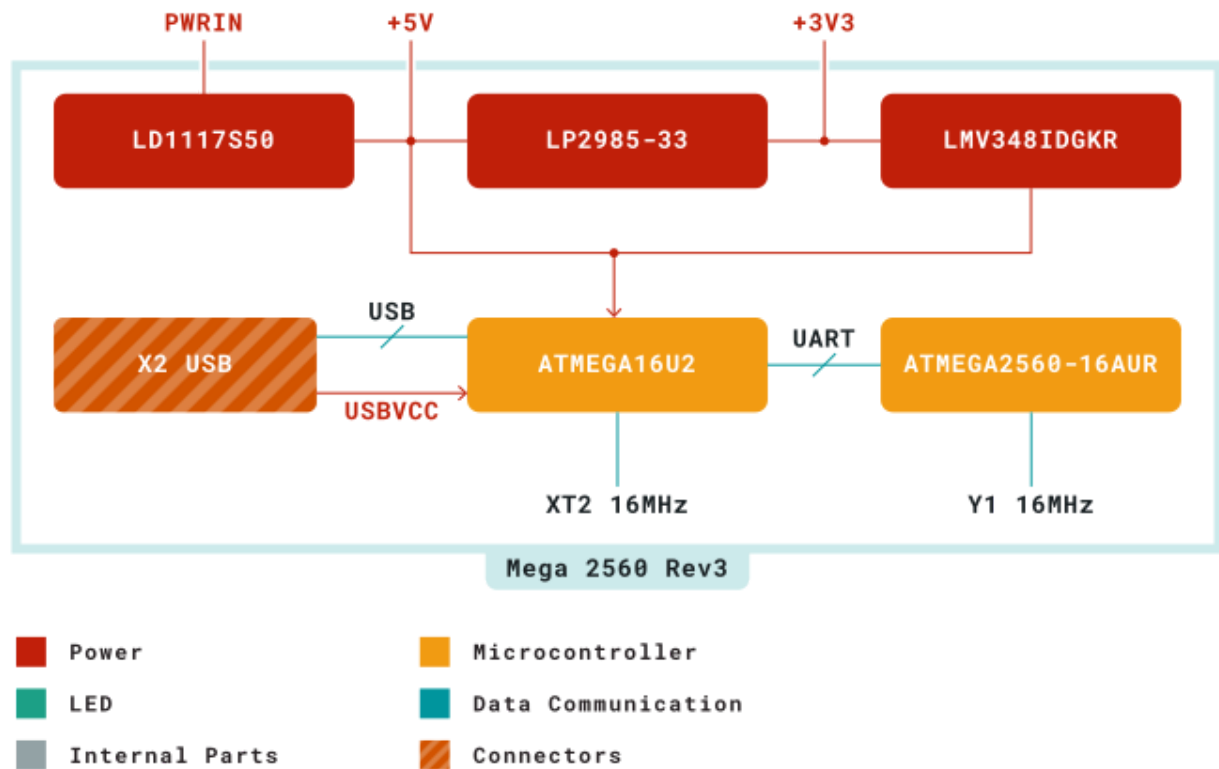 PWRIN
+5V
+3V3
LD1117S50
LP2985-33
LMV348IDGKR
USB
UART
X2 USB
ATMEGA16U2
ATMEGA2560-16AUR
USBVCC
XT2 16MHz
Y1 16MHz
Mega 2560 Rev3
Power
Microcontroller
LED
Data Communication
Internal Parts
Connectors